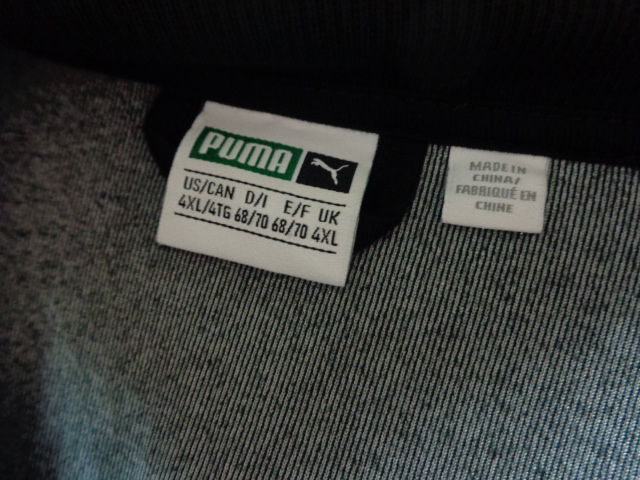 PUMA
US/CAN D/I E/F UK
4XL/4TG 68/70 68/70 4XL
MADE IN
CHINA/
FABRIQUÉ EN
CHINE